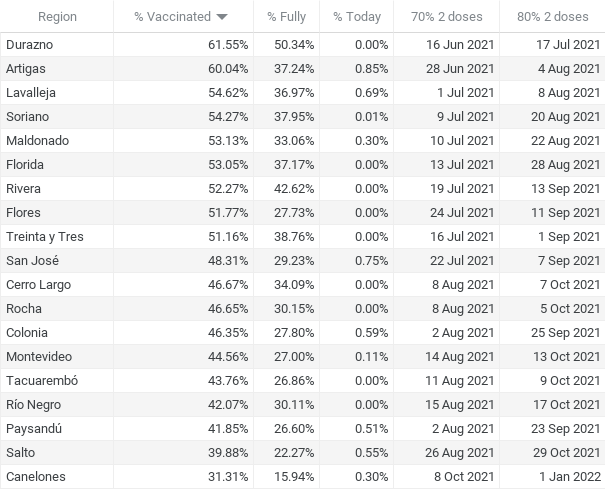 Region % Vaccinated % Fully % Today 70% 2 doses 80% 2 doses
Durazno 61.55% 50.34% 0.00% 16 Jun 2021 17 Jul 2021
Artigas 60.04% 37.24% 0.85% 28 Jun 2021 4 Aug 2021
Lavalleja 54.62% 36.97% 0.69% 1 Jul 2021 8 Aug 2021
Soriano 54.27% 37.95% 0.01% 9 Jul 2021 20 Aug 2021
Maldonado 53.13% 33.06% 0.30% 10 Jul 2021 22 Aug 2021
Florida 53.05% 37.17% 0.00% 13 Jul 2021 28 Aug 2021
Rivera 52.27% 42.62% 0.00% 19 Jul 2021 13 Sep 2021
Flores 51.77% 27.73% 0.00% 24 Jul 2021 11 Sep 2021
Treinta y Tres 51.16% 38.76% 0.00% 16 Jul 2021 1 Sep 2021
San José 48.31% 29.23% 0.75% 22 Jul 2021 7 Sep 2021
Cerro Largo 46.67% 34.09% 0.00% 8 Aug 2021 7 Oct 2021
Rocha 46.65% 30.15% 0.00% 8 Aug 2021 5 Oct 2021
Colonia 46.35% 27.80% 0.59% 2 Aug 2021 25 Sep 2021
Montevideo 44.56% 27.00% 0.11% 14 Aug 2021 13 Oct 2021
Tacuarembó 43.76% 26.86% 0.00% 11 Aug 2021 9 Oct 2021
Río Negro 42.07% 30.11% 0.00% 15 Aug 2021 17 Oct 2021
Paysandú 41.85% 26.60% 0.51% 2 Aug 2021 23 Sep 2021
Salto 39.88% 22.27% 0.55% 26 Aug 2021 29 Oct 2021
Canelones 31.31% 15.94% 0.30% 8 Oct 2021 1 Jan 2022